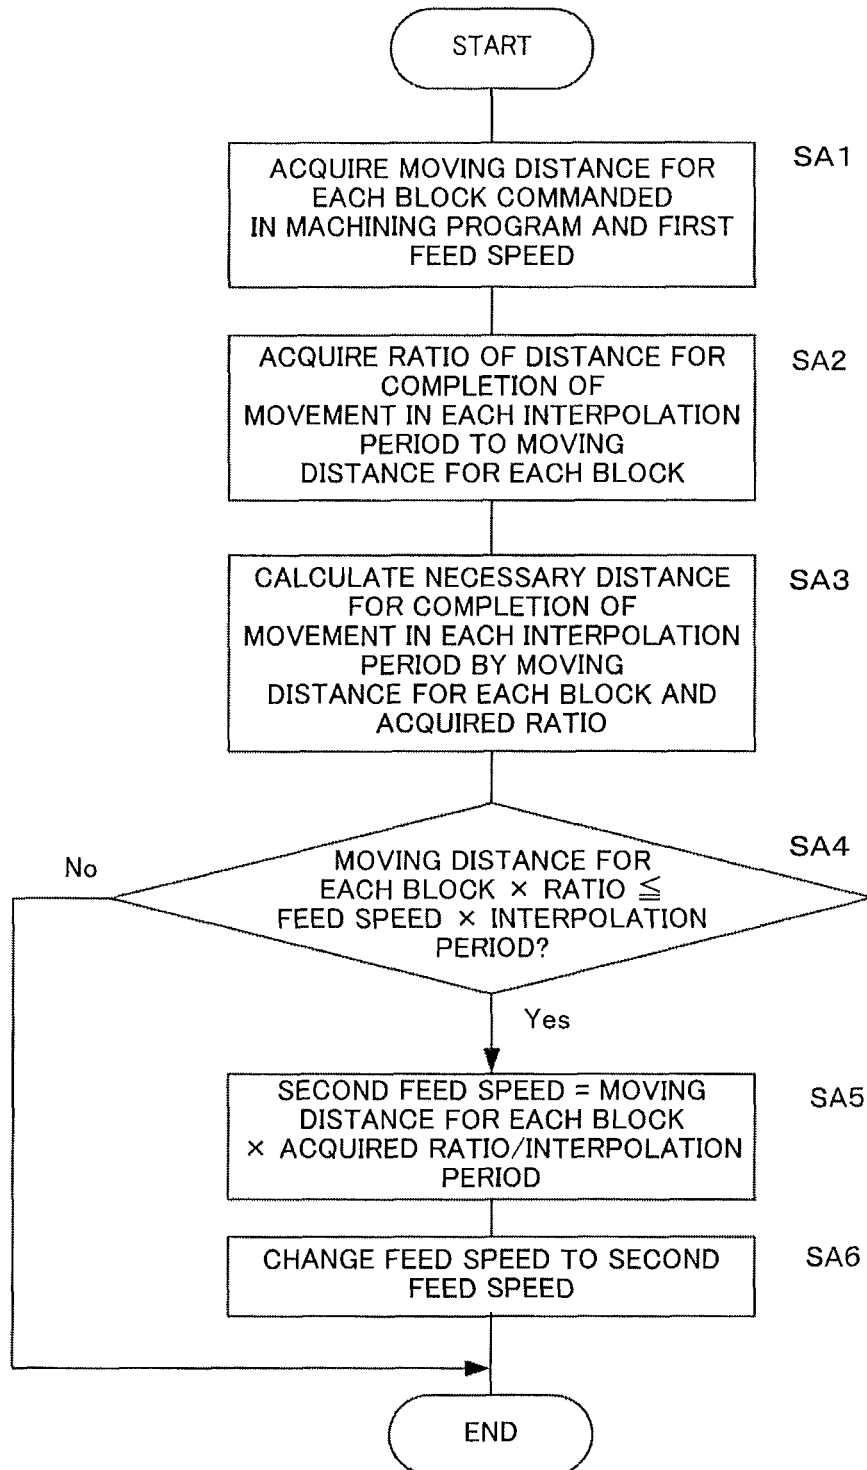 START
SA1
ACQUIRE MOVING DISTANCE FOR
EACH BLOCK COMMANDED
IN MACHINING PROGRAM AND FIRST
FEED SPEED
SA2
ACQUIRE RATIO OF DISTANCE FOR
COMPLETION OF
MOVEMENT IN EACH INTERPOLATION
PERIOD TO MOVING
DISTANCE FOR EACH BLOCK
SA3
CALCULATE NECESSARY DISTANCE
FOR COMPLETION OF
MOVEMENT IN EACH INTERPOLATION
PERIOD BY MOVING
DISTANCE FOR EACH BLOCK AND
ACQUIRED RATIO
SA4
No
MOVING DISTANCE FOR
EACH BLOCK × RATIO ≦
FEED SPEED × INTERPOLATION
PERIOD?
Yes
SA5
SECOND FEED SPEED = MOVING
DISTANCE FOR EACH BLOCK
× ACQUIRED RATIO/INTERPOLATION
PERIOD
SA6
CHANGE FEED SPEED TO SECOND
FEED SPEED
END